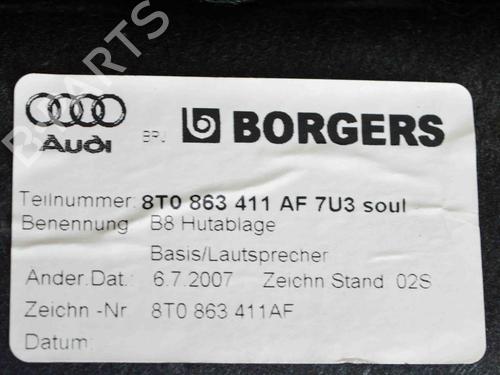 Audi BRJ BORGERS
Teilnummer: 8T0 863 411 AF 7U3 soul
Benennung B8 Hutablage
Basis/Lautsprecher
Ander.Dat.: 6.7.2007 Zeichn Stand 02S
Zeichn -Nr 8T0 863 411AF
Datum: